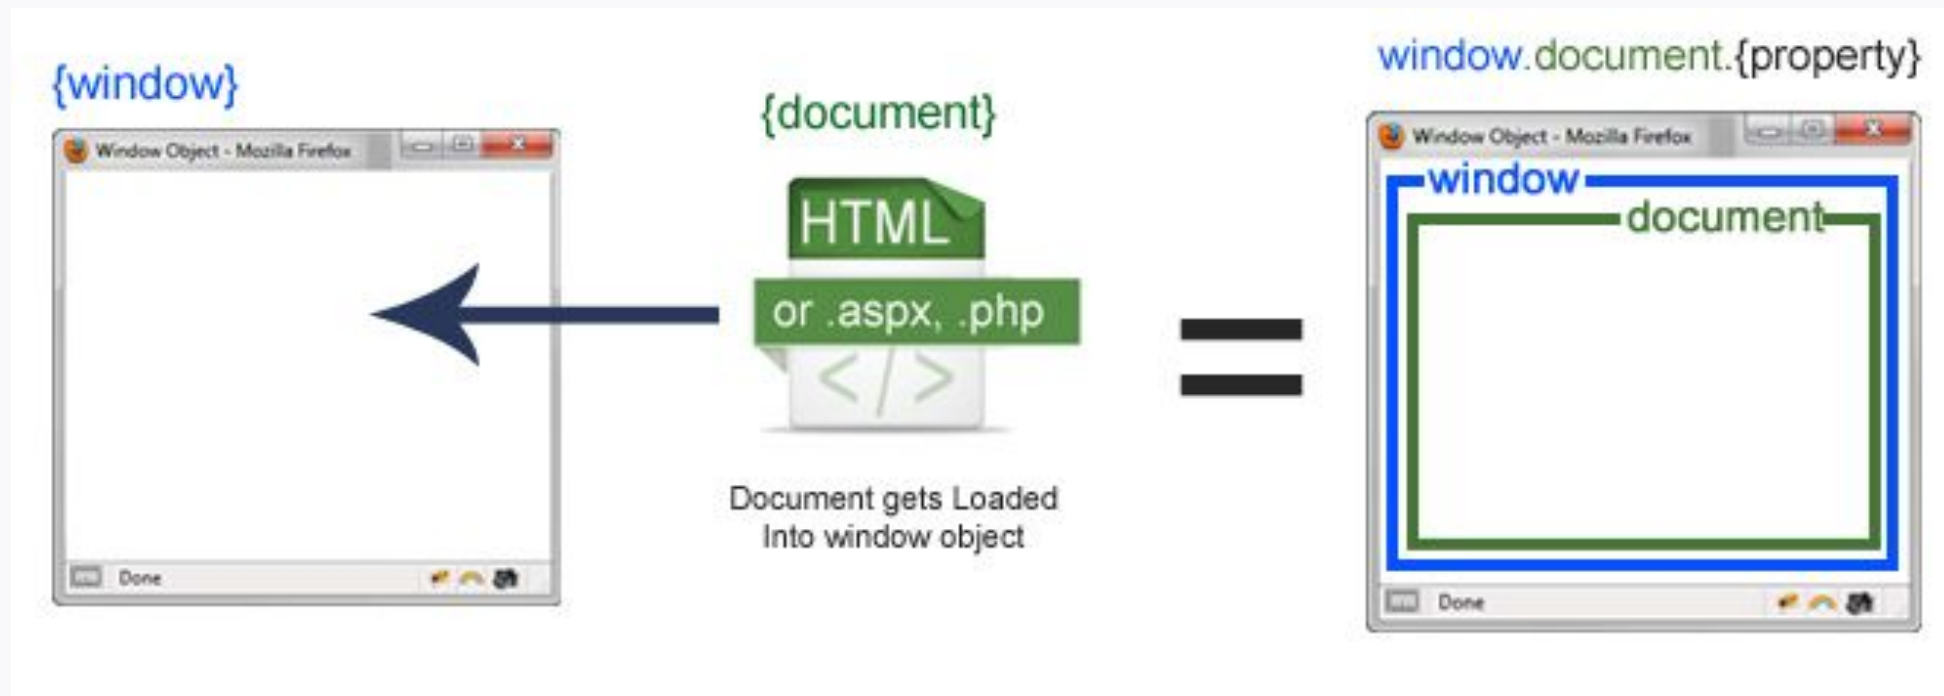 {window}
Window Object - Mozilla Firefox
Done
{document}
HTML
or .aspx, .php
</>
Document gets Loaded
Into window object
window.document.{property}
Window Object - Mozilla Firefox
window
document
Done